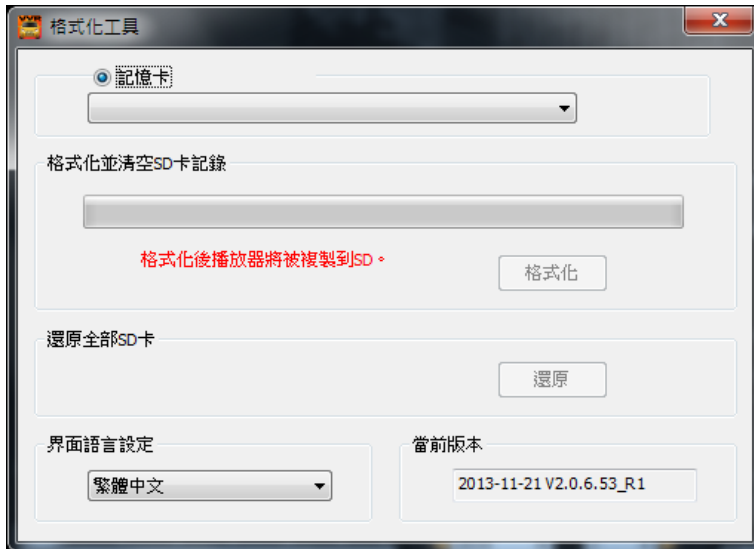 格式化工具
記憶卡
格式化並清空SD卡記錄
格式化後播放器將被複製到SD。
格式化
還原全部SD卡
還原
界面語言設定
當前版本
繁體中文
2013-11-21 V2.0.6.53_R1